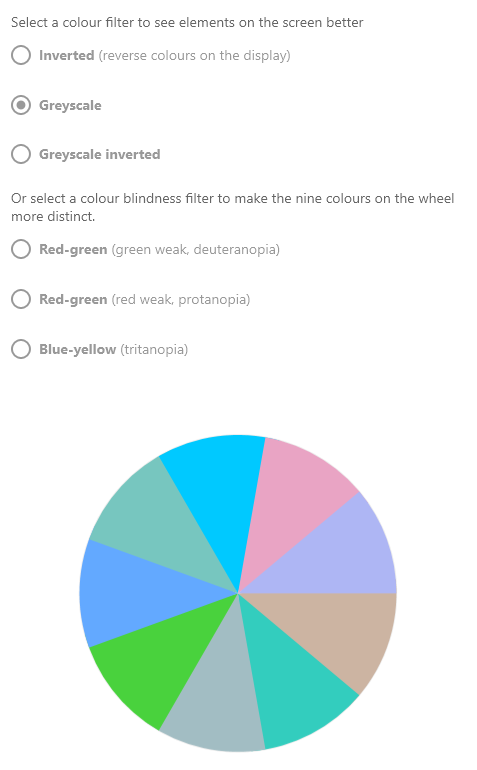 Select a colour filter to see elements on the screen better
Inverted (reverse colours on the display)
Greyscale
Greyscale inverted
Or select a colour blindness filter to make the nine colours on the wheel
more distinct.
Red-green (green weak, deuteranopia)
Red-green (red weak, protanopia)
Blue-yellow (tritanopia)